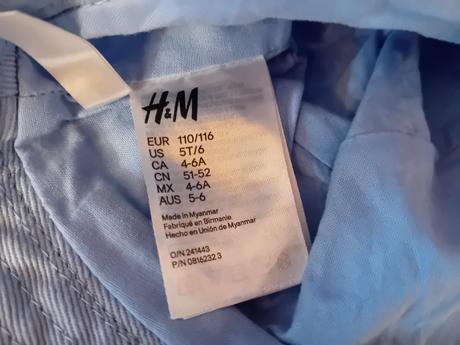 H&M
EUR 110/116
US 5T/6
CA 4-6A
CN 51-52
MX 4-6A
AUS 5-6
Made in Myanmar
Fabriqué en Birmanie
Hecho en Unión de Myanmar
O/N 241443
P/N 0816232 3